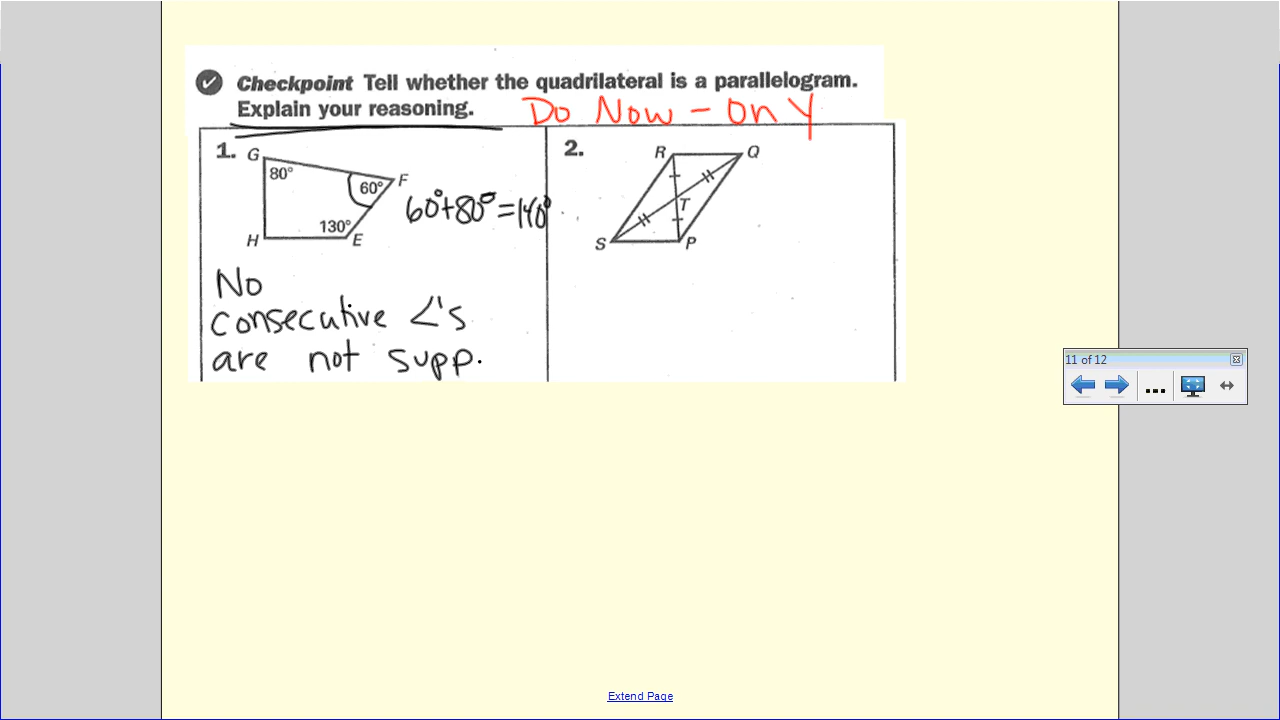 Checkpoint Tell whether the quadrilateral is a parallelogram.
Explain your reasoning.
Do Now - On Y
1.
G
80°
60°
F
130°
H
E
60°+80°=140°
No
consecutive ∠'s
are not supp.
2.
R
Q
T
S
P
11 of 12
...
Extend Page